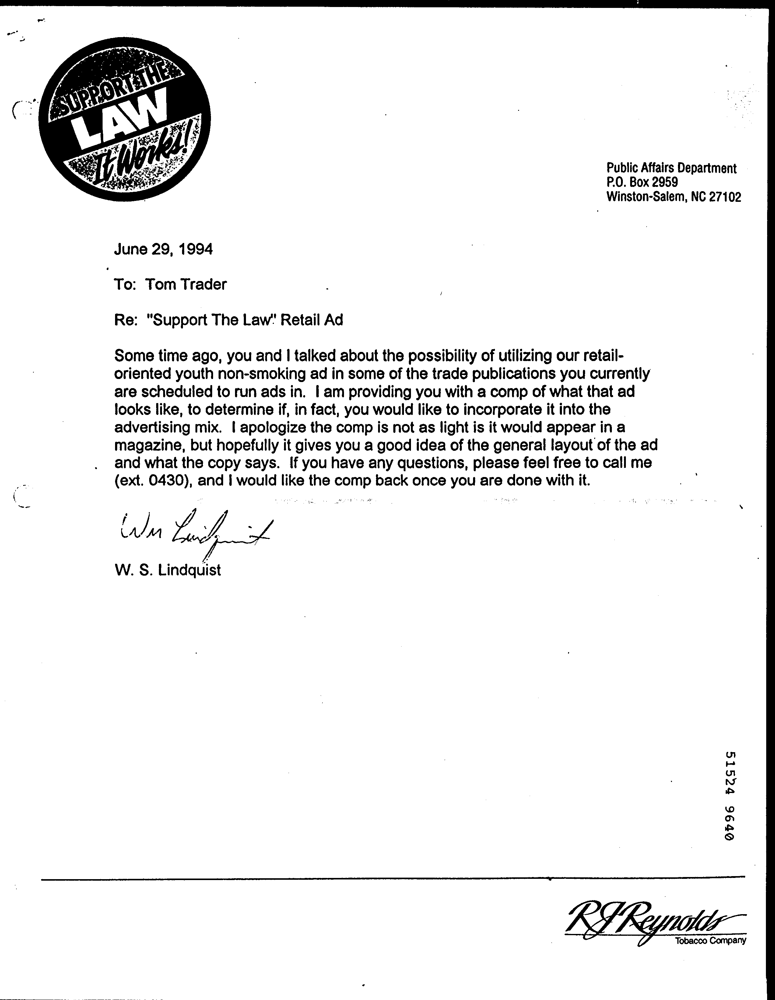 SUPPORT THE
LAW
It Works!
Public Affairs Department
P.O. Box 2959
Winston-Salem, NC 27102
June 29, 1994
To: Tom Trader
Re: "Support The Law" Retail Ad
Some time ago, you and I talked about the possibility of utilizing our retail-
oriented youth non-smoking ad in some of the trade publications you currently
are scheduled to run ads in. I am providing you with a comp of what that ad
looks like, to determine if, in fact, you would like to incorporate it into the
advertising mix. I apologize the comp is not as light is it would appear in a
magazine, but hopefully it gives you a good idea of the general layout of the ad
and what the copy says. If you have any questions, please feel free to call me
(ext. 0430), and I would like the comp back once you are done with it.
Wm Lindquist
W. S. Lindquist
51524 9640
RJReynolds
Tobacco Company